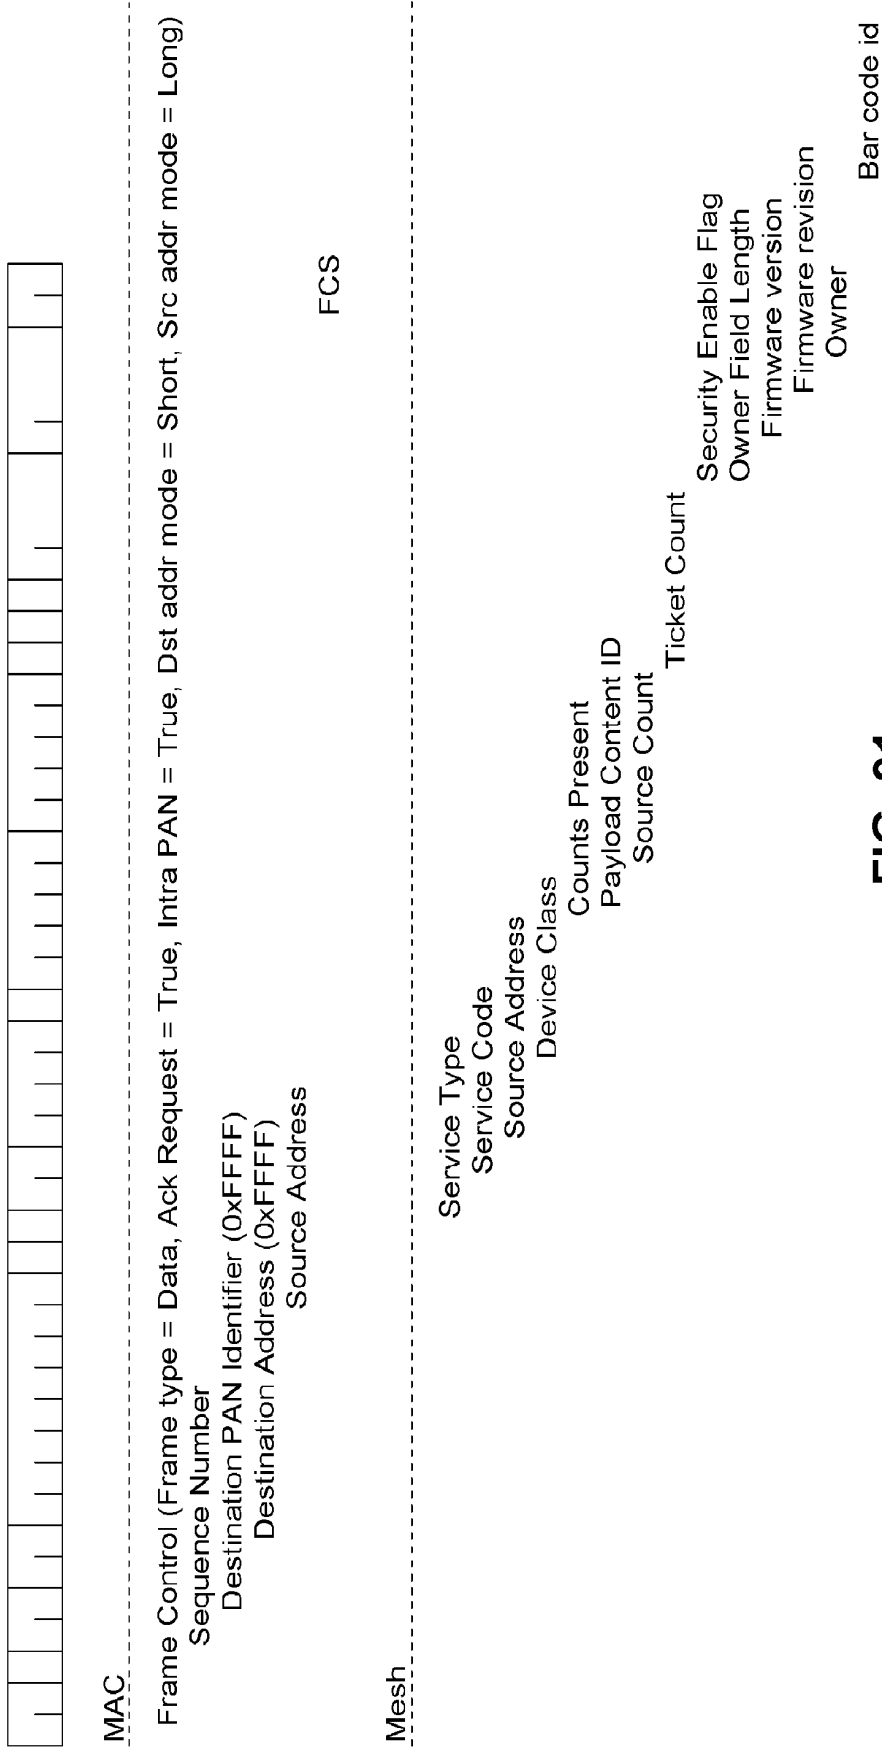 MAC
Frame Control (Frame type = Data, Ack Request = True, Intra PAN = True, Dst addr mode = Short, Src addr mode = Long)
Sequence Number
Destination PAN Identifier (0xFFFF)
Destination Address (0xFFFF)
Source Address
FCS
Mesh
Service Type
Service Code
Source Address
Device Class
Counts Present
Payload Content ID
Source Count
Ticket Count
Security Enable Flag
Owner Field Length
Firmware version
Firmware revision
Owner
Bar code id
FIG.